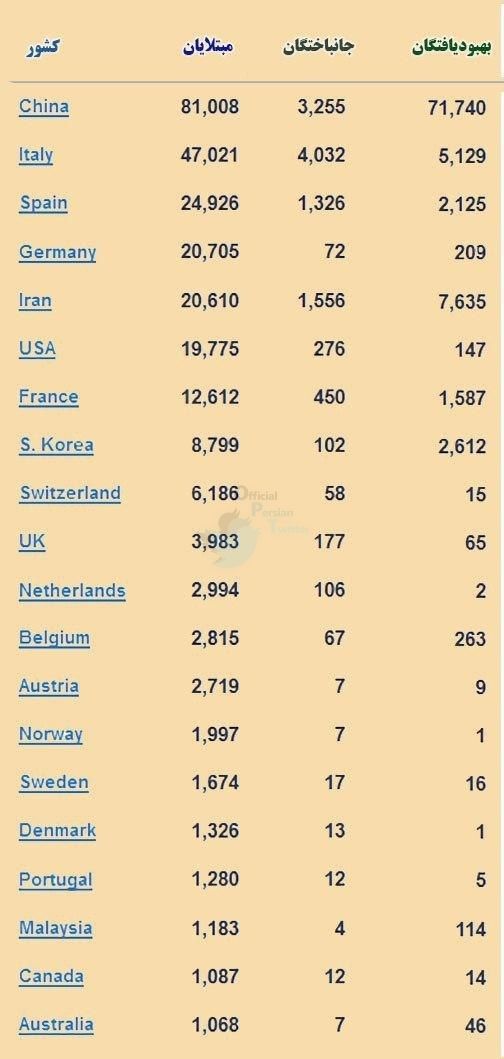 کشور مبتلایان جانباختگان بهبودیافتگان
China 81,008 3,255 71,740
Italy 47,021 4,032 5,129
Spain 24,926 1,326 2,125
Germany 20,705 72 209
Iran 20,610 1,556 7,635
USA 19,775 276 147
France 12,612 450 1,587
S. Korea 8,799 102 2,612
Switzerland 6,186 58 15
Official
Persian
Twitter
UK 3,983 177 65
Netherlands 2,994 106 2
Belgium 2,815 67 263
Austria 2,719 7 9
Norway 1,997 7 1
Sweden 1,674 17 16
Denmark 1,326 13 1
Portugal 1,280 12 5
Malaysia 1,183 4 114
Canada 1,087 12 14
Australia 1,068 7 46